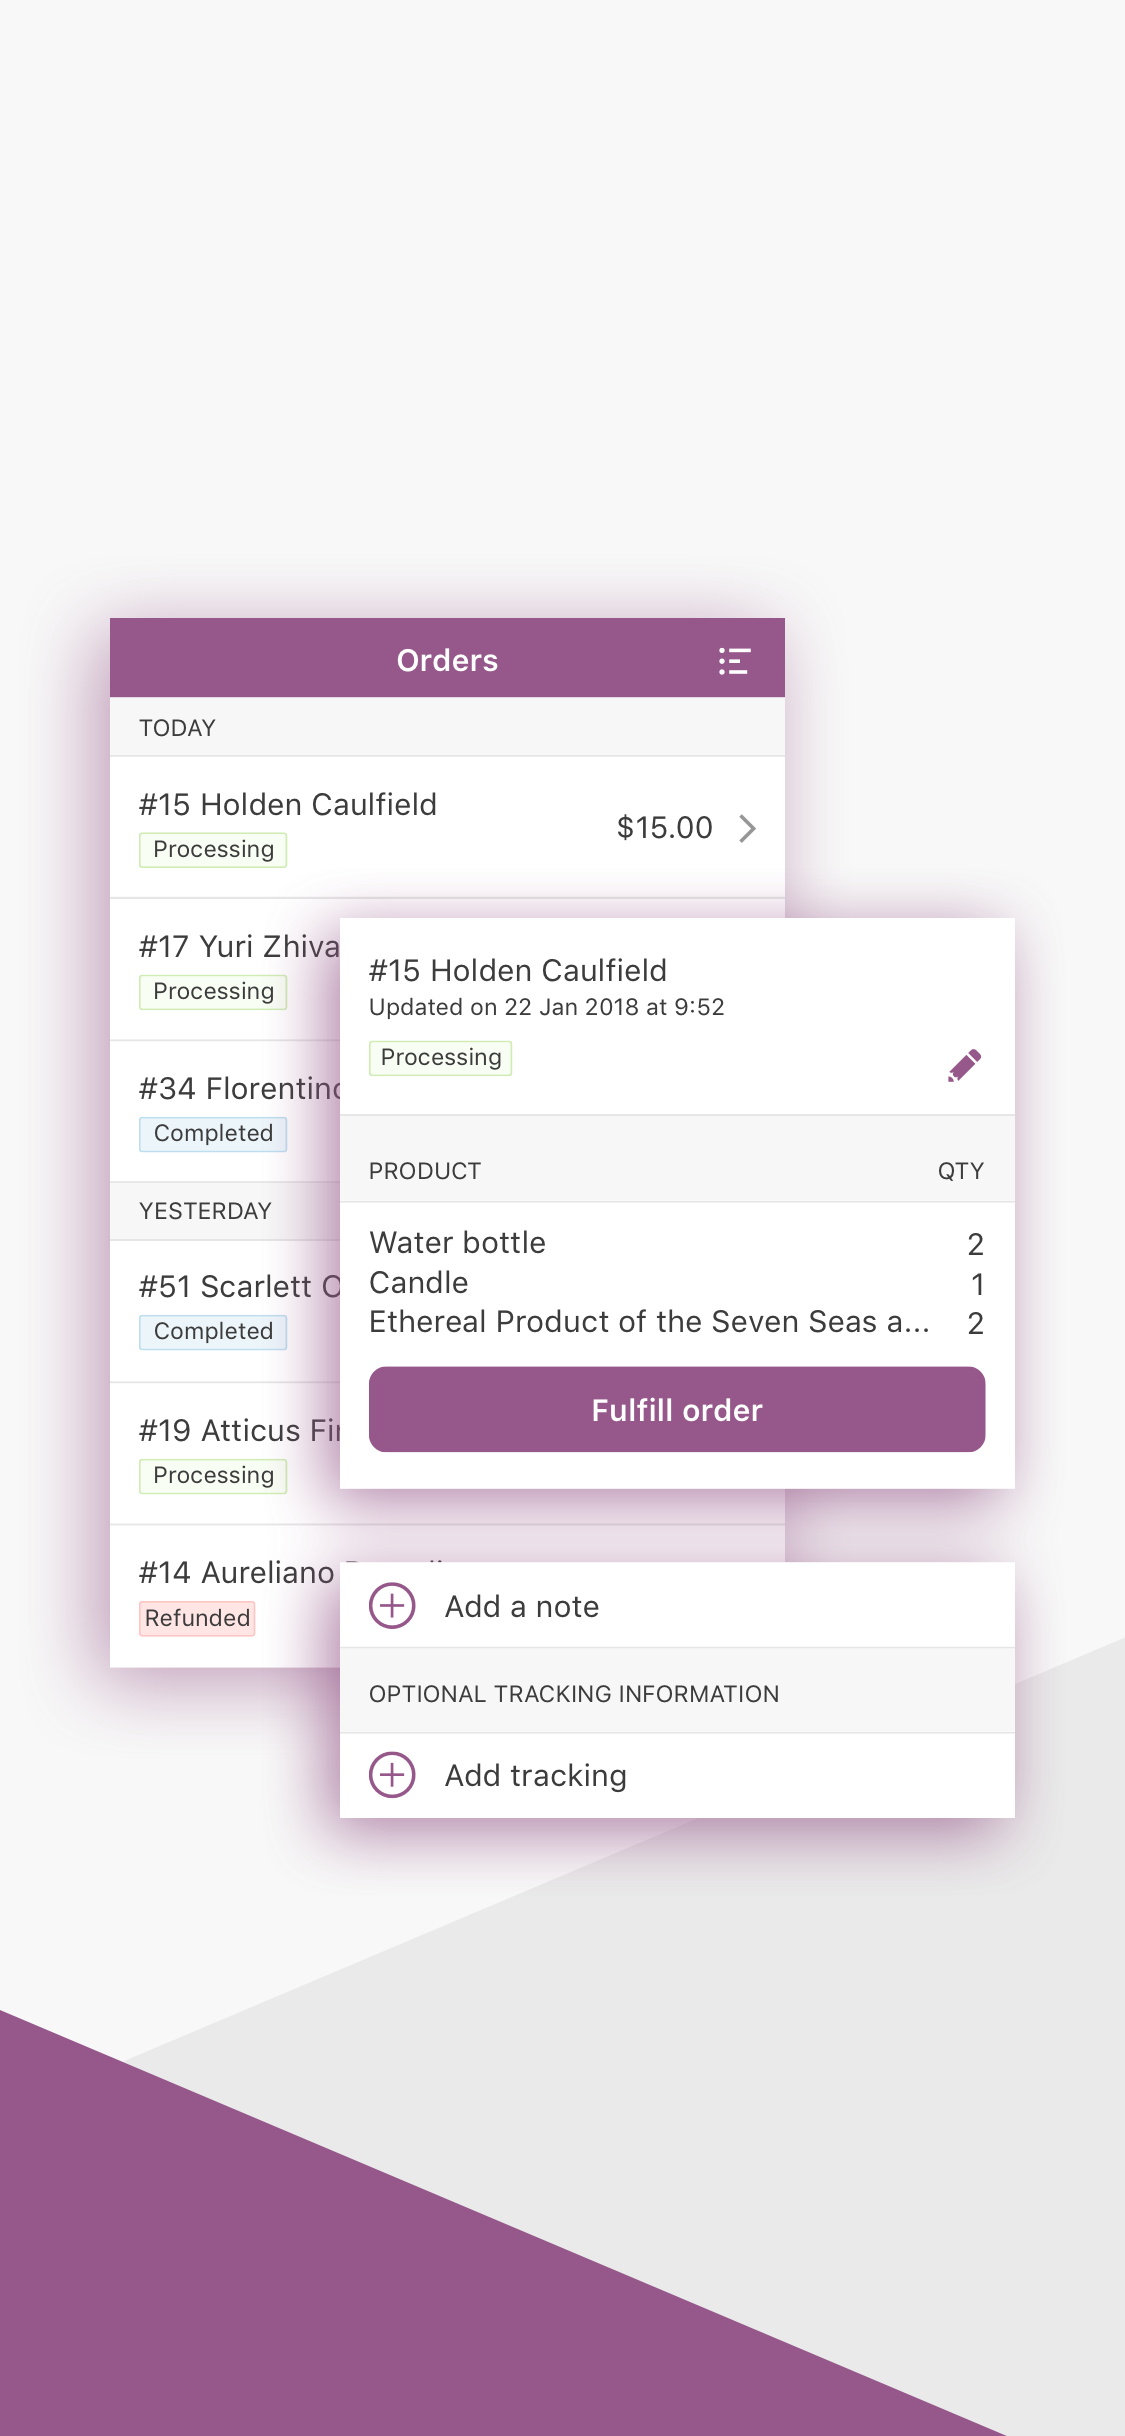 Orders
TODAY
#15 Holden Caulfield
Processing
$15.00
#17 Yuri
Processing
#34
Completed
YESTERDAY
#51 Scarlett
Completed
#19 Atticus
Processing
#14 Aureliano
Refunded
#15 Holden Caulfield
Updated on 22 Jan 2018 at 9:52
Processing
PRODUCT QTY
Water bottle 2
Candle 1
Ethereal Product of the Seven Seas a... 2
Fulfill order
Add a note
OPTIONAL TRACKING INFORMATION
Add tracking